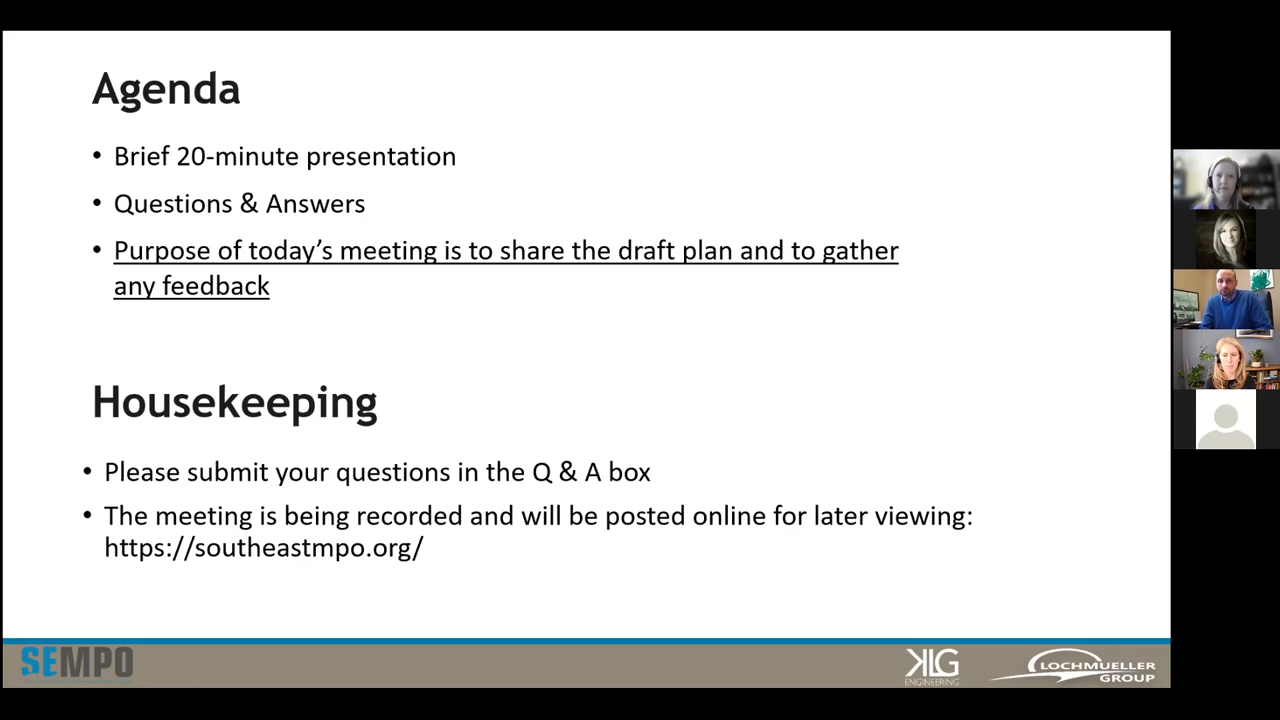 Agenda
• Brief 20-minute presentation
• Questions & Answers
• Purpose of today’s meeting is to share the draft plan and to gather
any feedback
Housekeeping
• Please submit your questions in the Q & A box
• The meeting is being recorded and will be posted online for later viewing:
https://southeastmpo.org/
SEMPO
KLG
ENGINEERING
LOCHMUELLER
GROUP